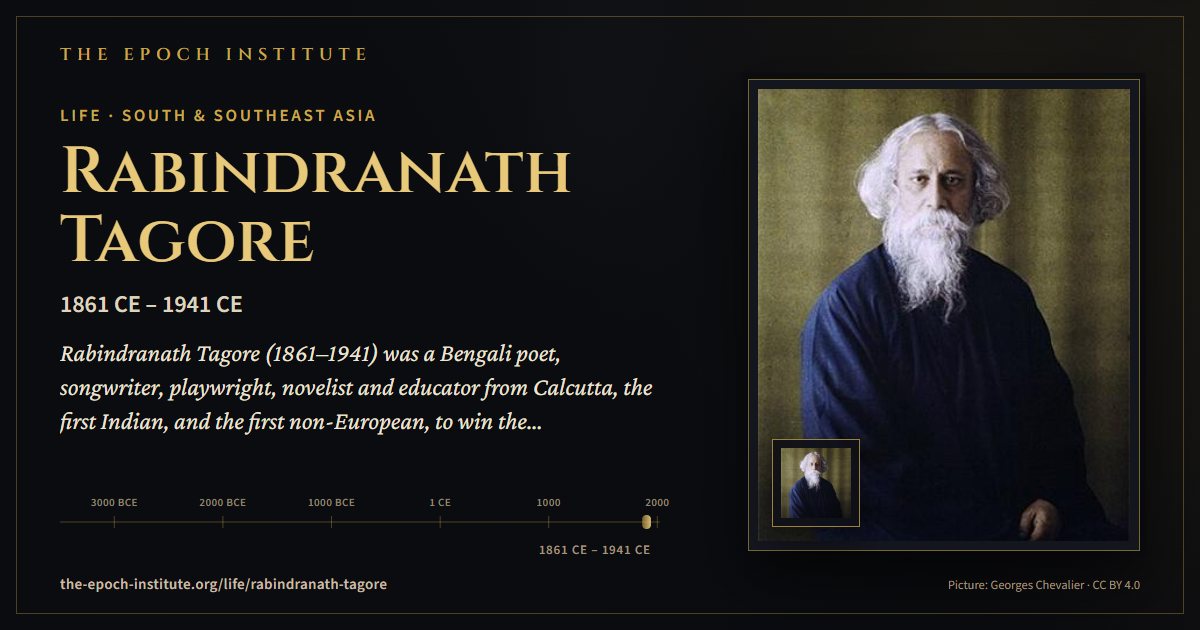 THE EPOCH INSTITUTE
LIFE · SOUTH & SOUTHEAST ASIA
RABINDRANATH
TAGORE
1861 CE – 1941 CE
Rabindranath Tagore (1861–1941) was a Bengali poet,
songwriter, playwright, novelist and educator from Calcutta, the
first Indian, and the first non-European, to win the...
3000 BCE 2000 BCE 1000 BCE 1 CE 1000 2000
1861 CE – 1941 CE
the-epoch-institute.org/life/rabindranath-tagore
Picture: Georges Chevalier · CC BY 4.0